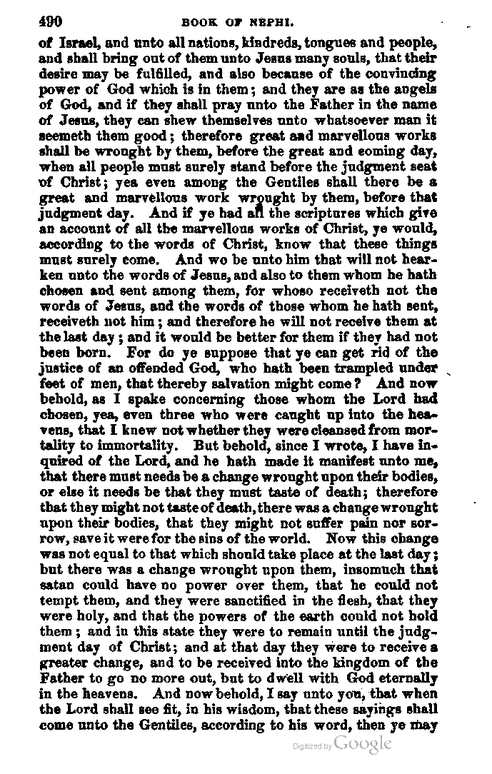 490 BOOK OF NEPHI.
of Israel, and unto all nations, kindreds, tongues and people,
and shall bring out of them unto Jesus many souls, that their
desire may be fulfilled, and also because of the convincing
power of God which is in them; and they are as the angels
of God, and if they shall pray unto the Father in the name
of Jesus, they can shew themselves unto whatsoever man it
seemeth them good; therefore great and marvellous works
shall be wrought by them, before the great and coming day,
when all people must surely stand before the judgment seat
of Christ; yea even among the Gentiles shall there be a
great and marvellous work wrought by them, before that
judgment day. And if ye had all the scriptures which give
an account of all the marvellous works of Christ, ye would,
according to the words of Christ, know that these things
must surely come. And wo be unto him that will not hear-
ken unto the words of Jesus, and also to them whom he hath
chosen and sent among them, for whoso receiveth not the
words of Jesus, and the words of those whom he hath sent,
receiveth not him; and therefore he will not receive them at
the last day; and it would be better for them if they had not
been born. For do ye suppose that ye can get rid of the
justice of an offended God, who hath been trampled under
feet of men, that thereby salvation might come? And now
behold, as I spake concerning those whom the Lord had
chosen, yea, even three who were caught up into the hea-
vens, that I knew not whether they were cleansed from mor-
tality to immortality. But behold, since I wrote, I have in-
quired of the Lord, and he hath made it manifest unto me,
that there must needs be a change wrought upon their bodies,
or else it needs be that they must taste of death; therefore
that they might not taste of death, there was a change wrought
upon their bodies, that they might not suffer pain nor sor-
row, save it were for the sins of the world. Now this change
was not equal to that which should take place at the last day;
but there was a change wrought upon them, insomuch that
satan could have no power over them, that he could not
tempt them, and they were sanctified in the flesh, that they
were holy, and that the powers of the earth could not hold
them; and in this state they were to remain until the judg-
ment day of Christ; and at that day they were to receive a
greater change, and to be received into the kingdom of the
Father to go no more out, but to dwell with God eternally
in the heavens. And now behold, I say unto you, that when
the Lord shall see fit, in his wisdom, that these sayings shall
come unto the Gentiles, according to his word, then ye may
Digitized by Google